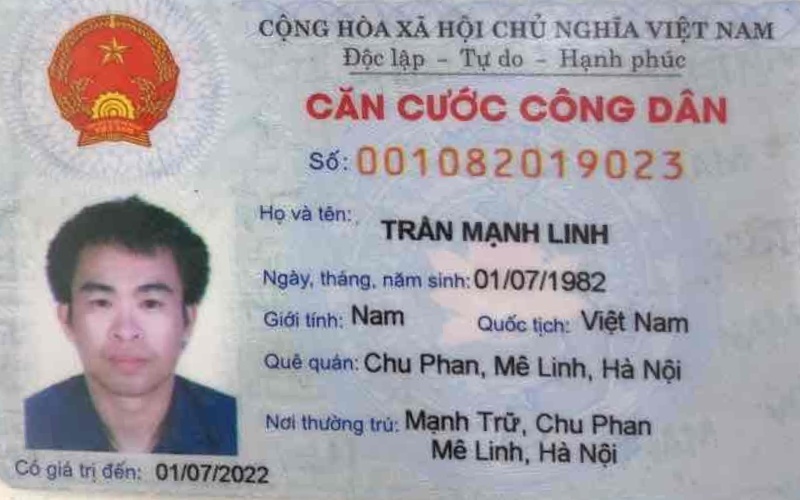 CỘNG HÒA XÃ HỘI CHỦ NGHĨA VIỆT NAM
Độc lập - Tự do - Hạnh phúc
CĂN CƯỚC CÔNG DÂN
Số: 001082019023
Họ và tên: TRẦN MẠNH LINH
Ngày, tháng, năm sinh: 01/07/1982
Giới tính: Nam Quốc tịch: Việt Nam
Quê quán: Chu Phan, Mê Linh, Hà Nội
Nơi thường trú: Mạnh Trữ, Chu Phan
Mê Linh, Hà Nội
Có giá trị đến: 01/07/2022